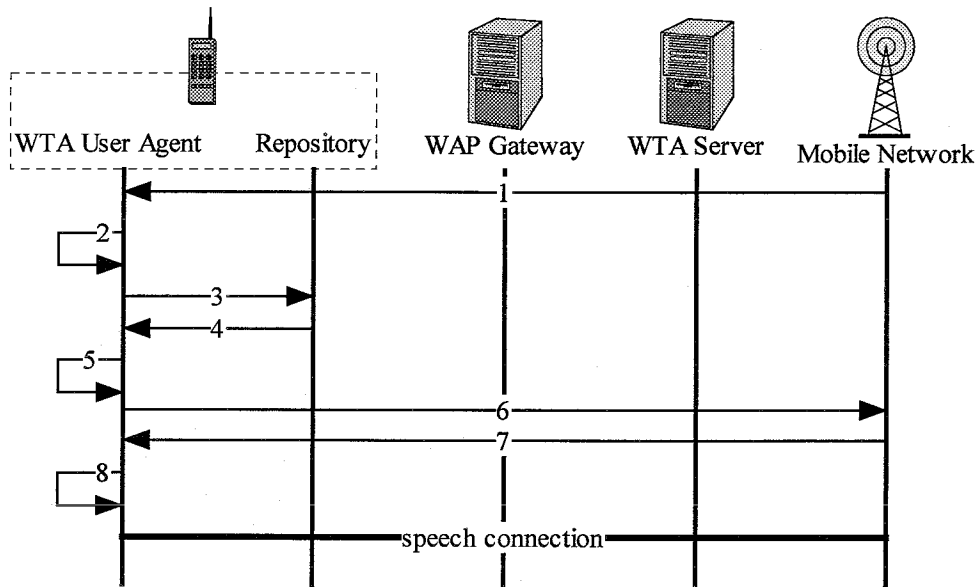 WTA User Agent
Repository
WAP Gateway
WTA Server
Mobile Network
1
2
3
4
5
6
7
8
speech connection